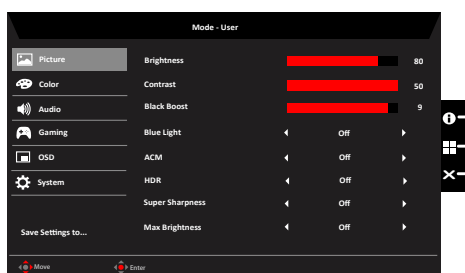 Mode - User
Picture
Color
Audio
Gaming
OSD
System
Save Settings to...
Brightness 80
Contrast 50
Black Boost 9
Blue Light Off
ACM Off
HDR Off
Super Sharpness Off
Max Brightness Off
Move Enter